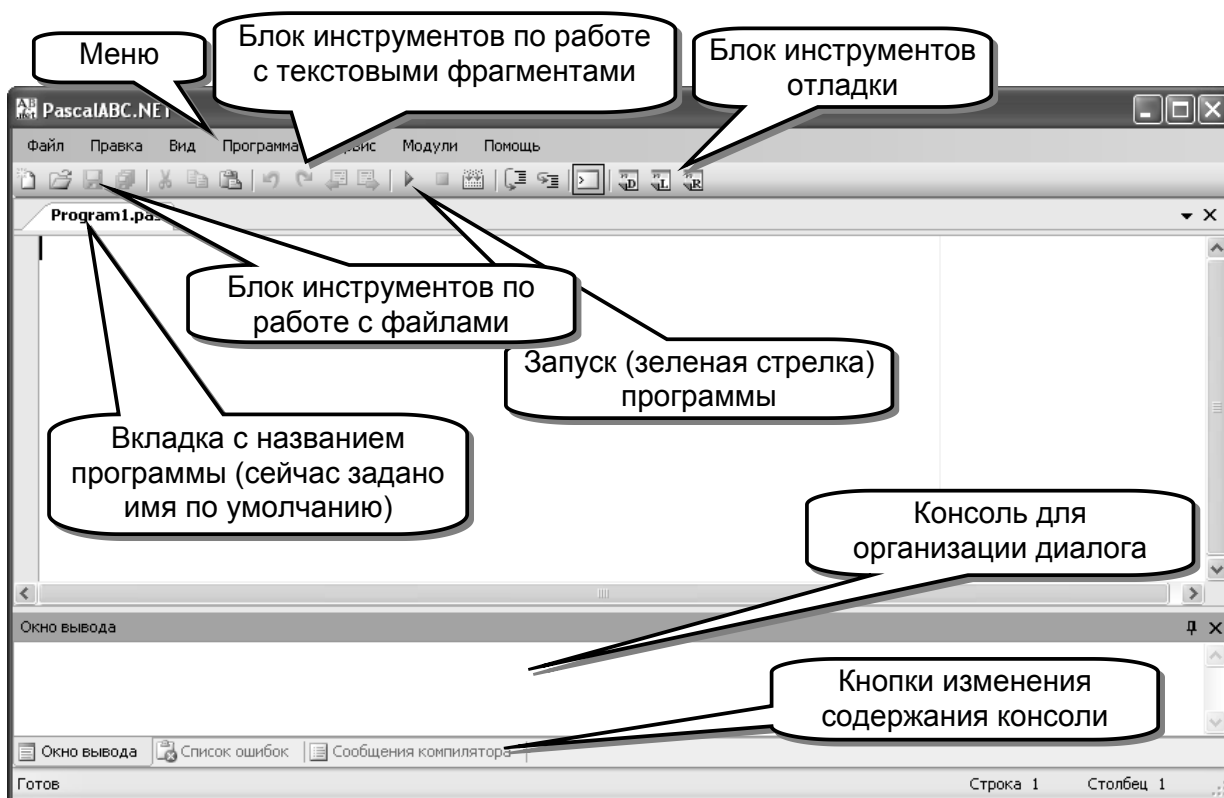 Меню
Блок инструментов по работе
с текстовыми фрагментами
Блок инструментов
отладки
PascalABC.NET
Файл Правка Вид Программа Модули Помощь
Program1.pas
Блок инструментов по
работе с файлами
Запуск (зеленая стрелка)
программы
Вкладка с названием
программы (сейчас задано
имя по умолчанию)
Консоль для
организации диалога
Окно вывода
Кнопки изменения
содержания консоли
Окно вывода Список ошибок Сообщения компилятора
Готов Строка 1 Столбец 1